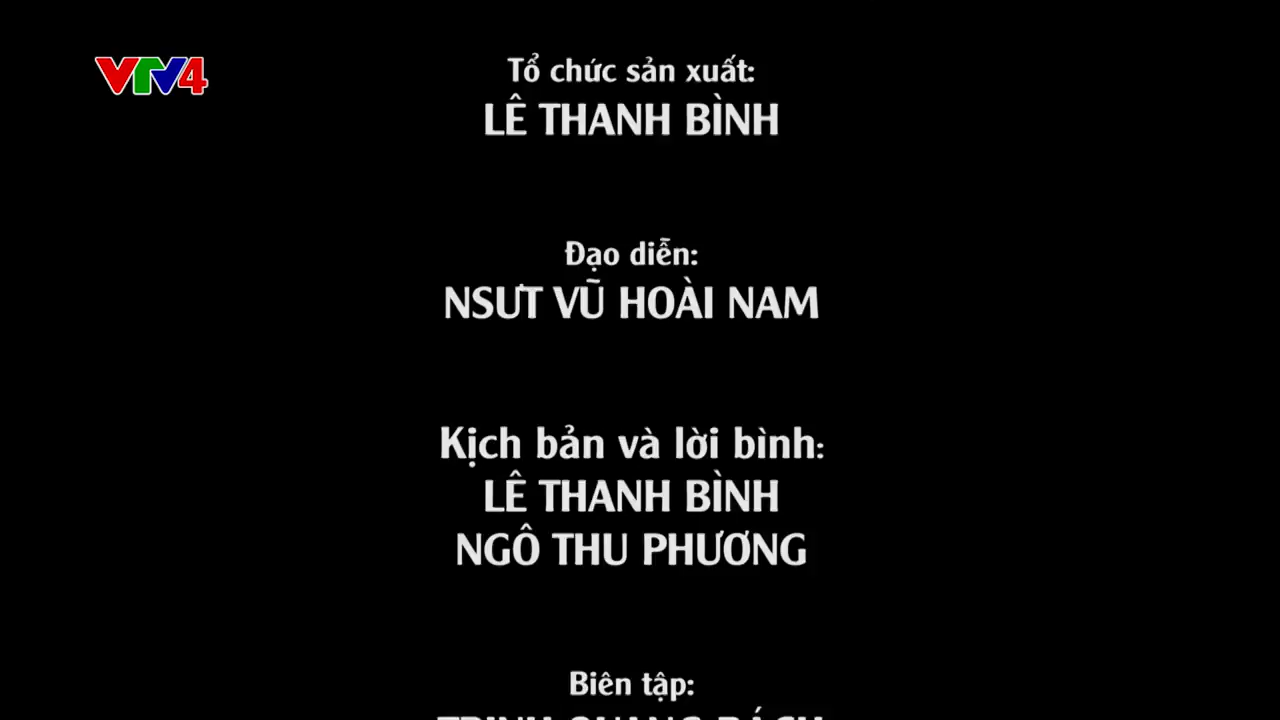 VTV4
Tổ chức sản xuất:
LÊ THANH BÌNH
Đạo diễn:
NSƯT VŨ HOÀI NAM
Kịch bản và lời bình:
LÊ THANH BÌNH
NGÔ THU PHƯƠNG
Biên tập: